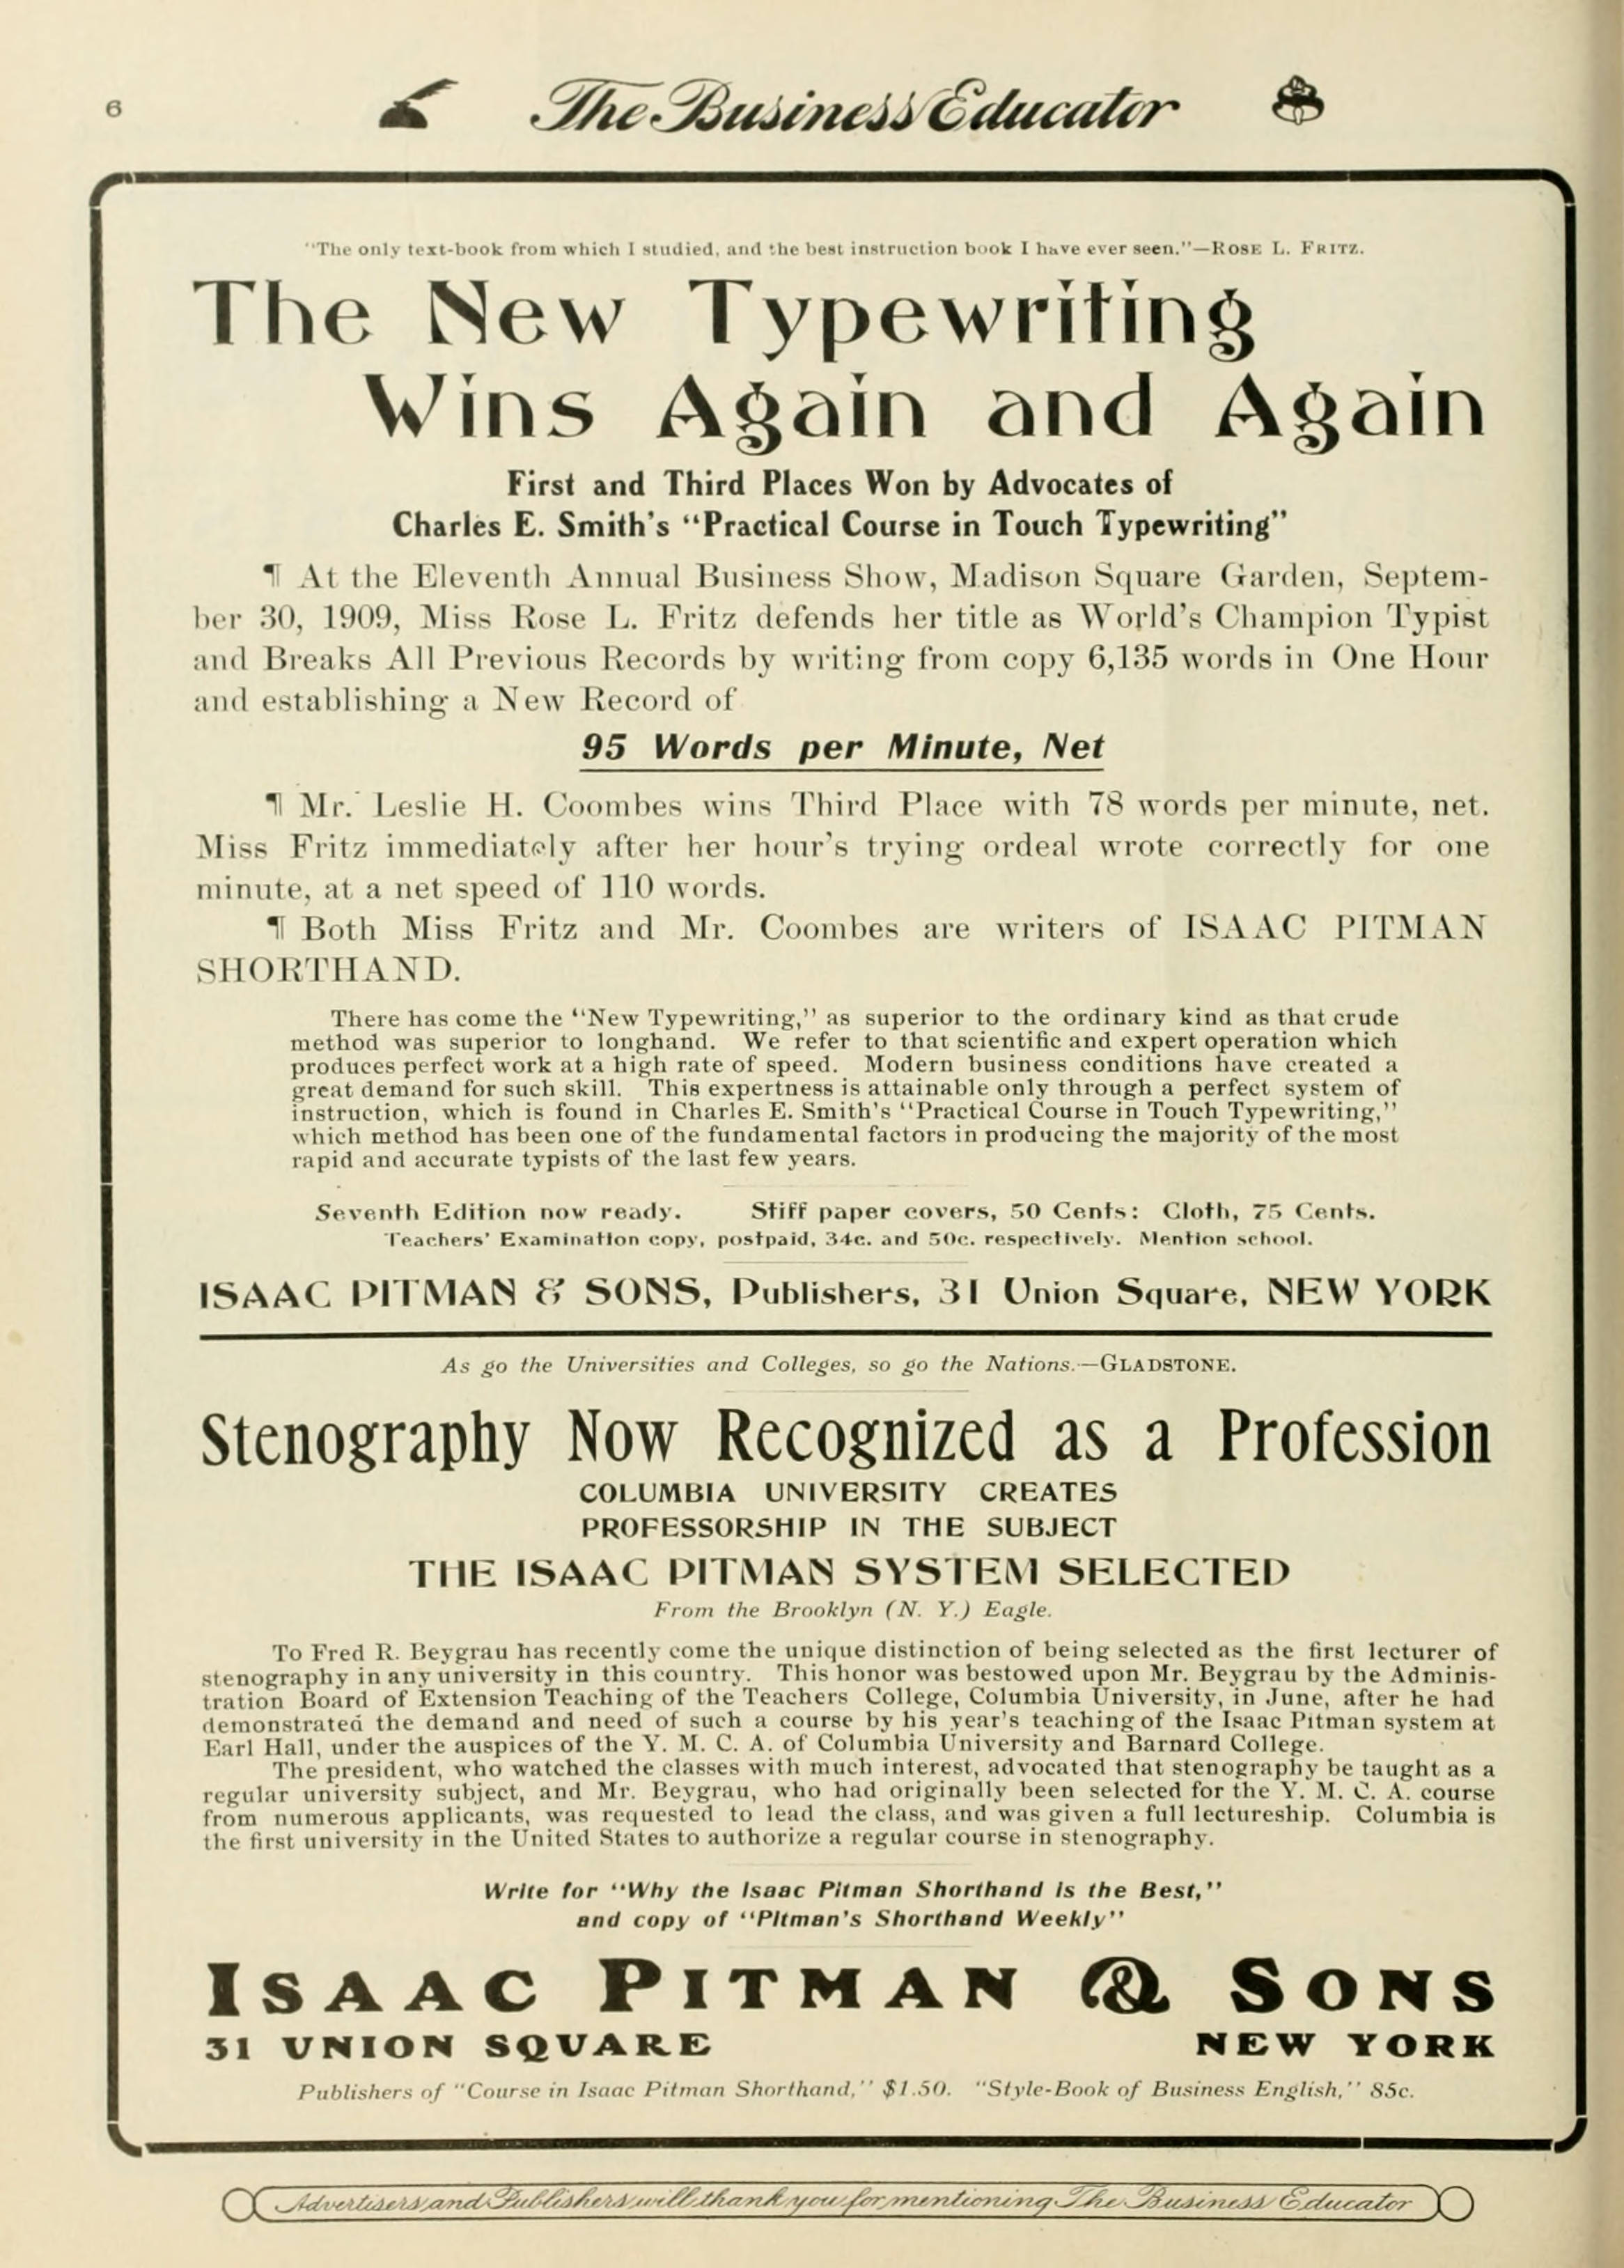 6
The Business Educator
"The only text-book from which I studied, and the best instruction book I have ever seen."—ROSE L. FRITZ.
The New Typewriting
Wins Again and Again
First and Third Places Won by Advocates of
Charles E. Smith's "Practical Course in Touch Typewriting"
¶ At the Eleventh Annual Business Show, Madison Square Garden, Septem-
ber 30, 1909, Miss Rose L. Fritz defends her title as World's Champion Typist
and Breaks All Previous Records by writing from copy 6,135 words in One Hour
and establishing a New Record of
95 Words per Minute, Net
¶ Mr. Leslie H. Coombes wins Third Place with 78 words per minute, net.
Miss Fritz immediately after her hour's trying ordeal wrote correctly for one
minute, at a net speed of 110 words.
¶ Both Miss Fritz and Mr. Coombes are writers of ISAAC PITMAN
SHORTHAND.
There has come the "New Typewriting," as superior to the ordinary kind as that crude
method was superior to longhand. We refer to that scientific and expert operation which
produces perfect work at a high rate of speed. Modern business conditions have created a
great demand for such skill. This expertness is attainable only through a perfect system of
instruction, which is found in Charles E. Smith's "Practical Course in Touch Typewriting,"
which method has been one of the fundamental factors in producing the majority of the most
rapid and accurate typists of the last few years.
Seventh Edition now ready. Stiff paper covers, 50 Cents: Cloth, 75 Cents.
Teachers' Examination copy, postpaid, 34c. and 50c. respectively. Mention school.
ISAAC PITMAN & SONS, Publishers, 31 Union Square, NEW YORK
As go the Universities and Colleges, so go the Nations.—GLADSTONE.
Stenography Now Recognized as a Profession
COLUMBIA UNIVERSITY CREATES
PROFESSORSHIP IN THE SUBJECT
THE ISAAC PITMAN SYSTEM SELECTED
From the Brooklyn (N. Y.) Eagle.
To Fred R. Beygrau has recently come the unique distinction of being selected as the first lecturer of
stenography in any university in this country. This honor was bestowed upon Mr. Beygrau by the Adminis-
tration Board of Extension Teaching of the Teachers College, Columbia University, in June, after he had
demonstrated the demand and need of such a course by his year's teaching of the Isaac Pitman system at
Earl Hall, under the auspices of the Y. M. C. A. of Columbia University and Barnard College.
The president, who watched the classes with much interest, advocated that stenography be taught as a
regular university subject, and Mr. Beygrau, who had originally been selected for the Y. M. C. A. course
from numerous applicants, was requested to lead the class, and was given a full lectureship. Columbia is
the first university in the United States to authorize a regular course in stenography.
Write for "Why the Isaac Pitman Shorthand is the Best,"
and copy of "Pitman's Shorthand Weekly"
ISAAC PITMAN & SONS
31 UNION SQUARE NEW YORK
Publishers of "Course in Isaac Pitman Shorthand," $1.50. "Style-Book of Business English," 85c.
Advertisers and Publishers will thank you for mentioning The Business Educator